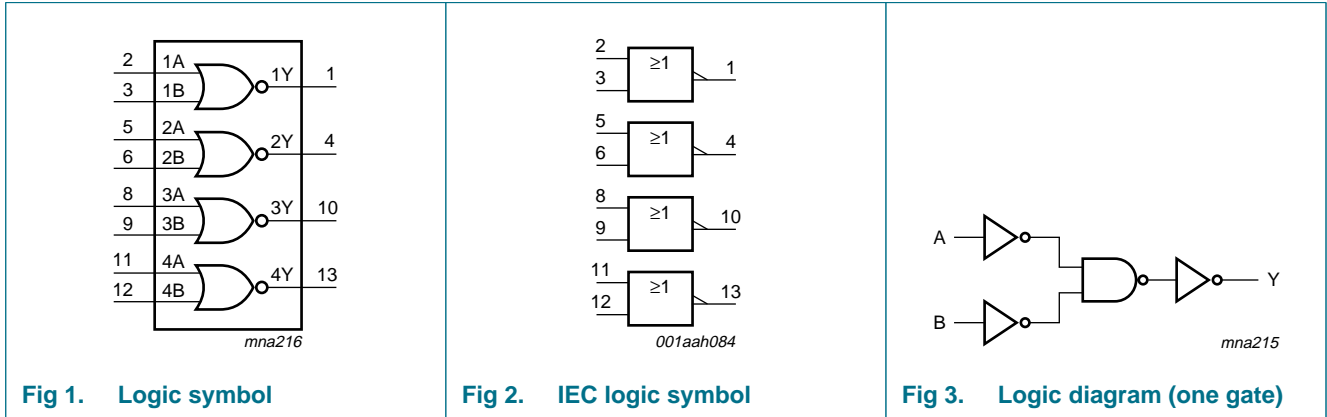 2 1A 1Y 1
3 1B
5 2A 2Y 4
6 2B
8 3A 3Y 10
9 3B
11 4A 4Y 13
12 4B
mna216
Fig 1. Logic symbol
2 ≥1 1
3
5 ≥1 4
6
8 ≥1 10
9
11 ≥1 13
12
001aah084
Fig 2. IEC logic symbol
A
B
Y
mna215
Fig 3. Logic diagram (one gate)